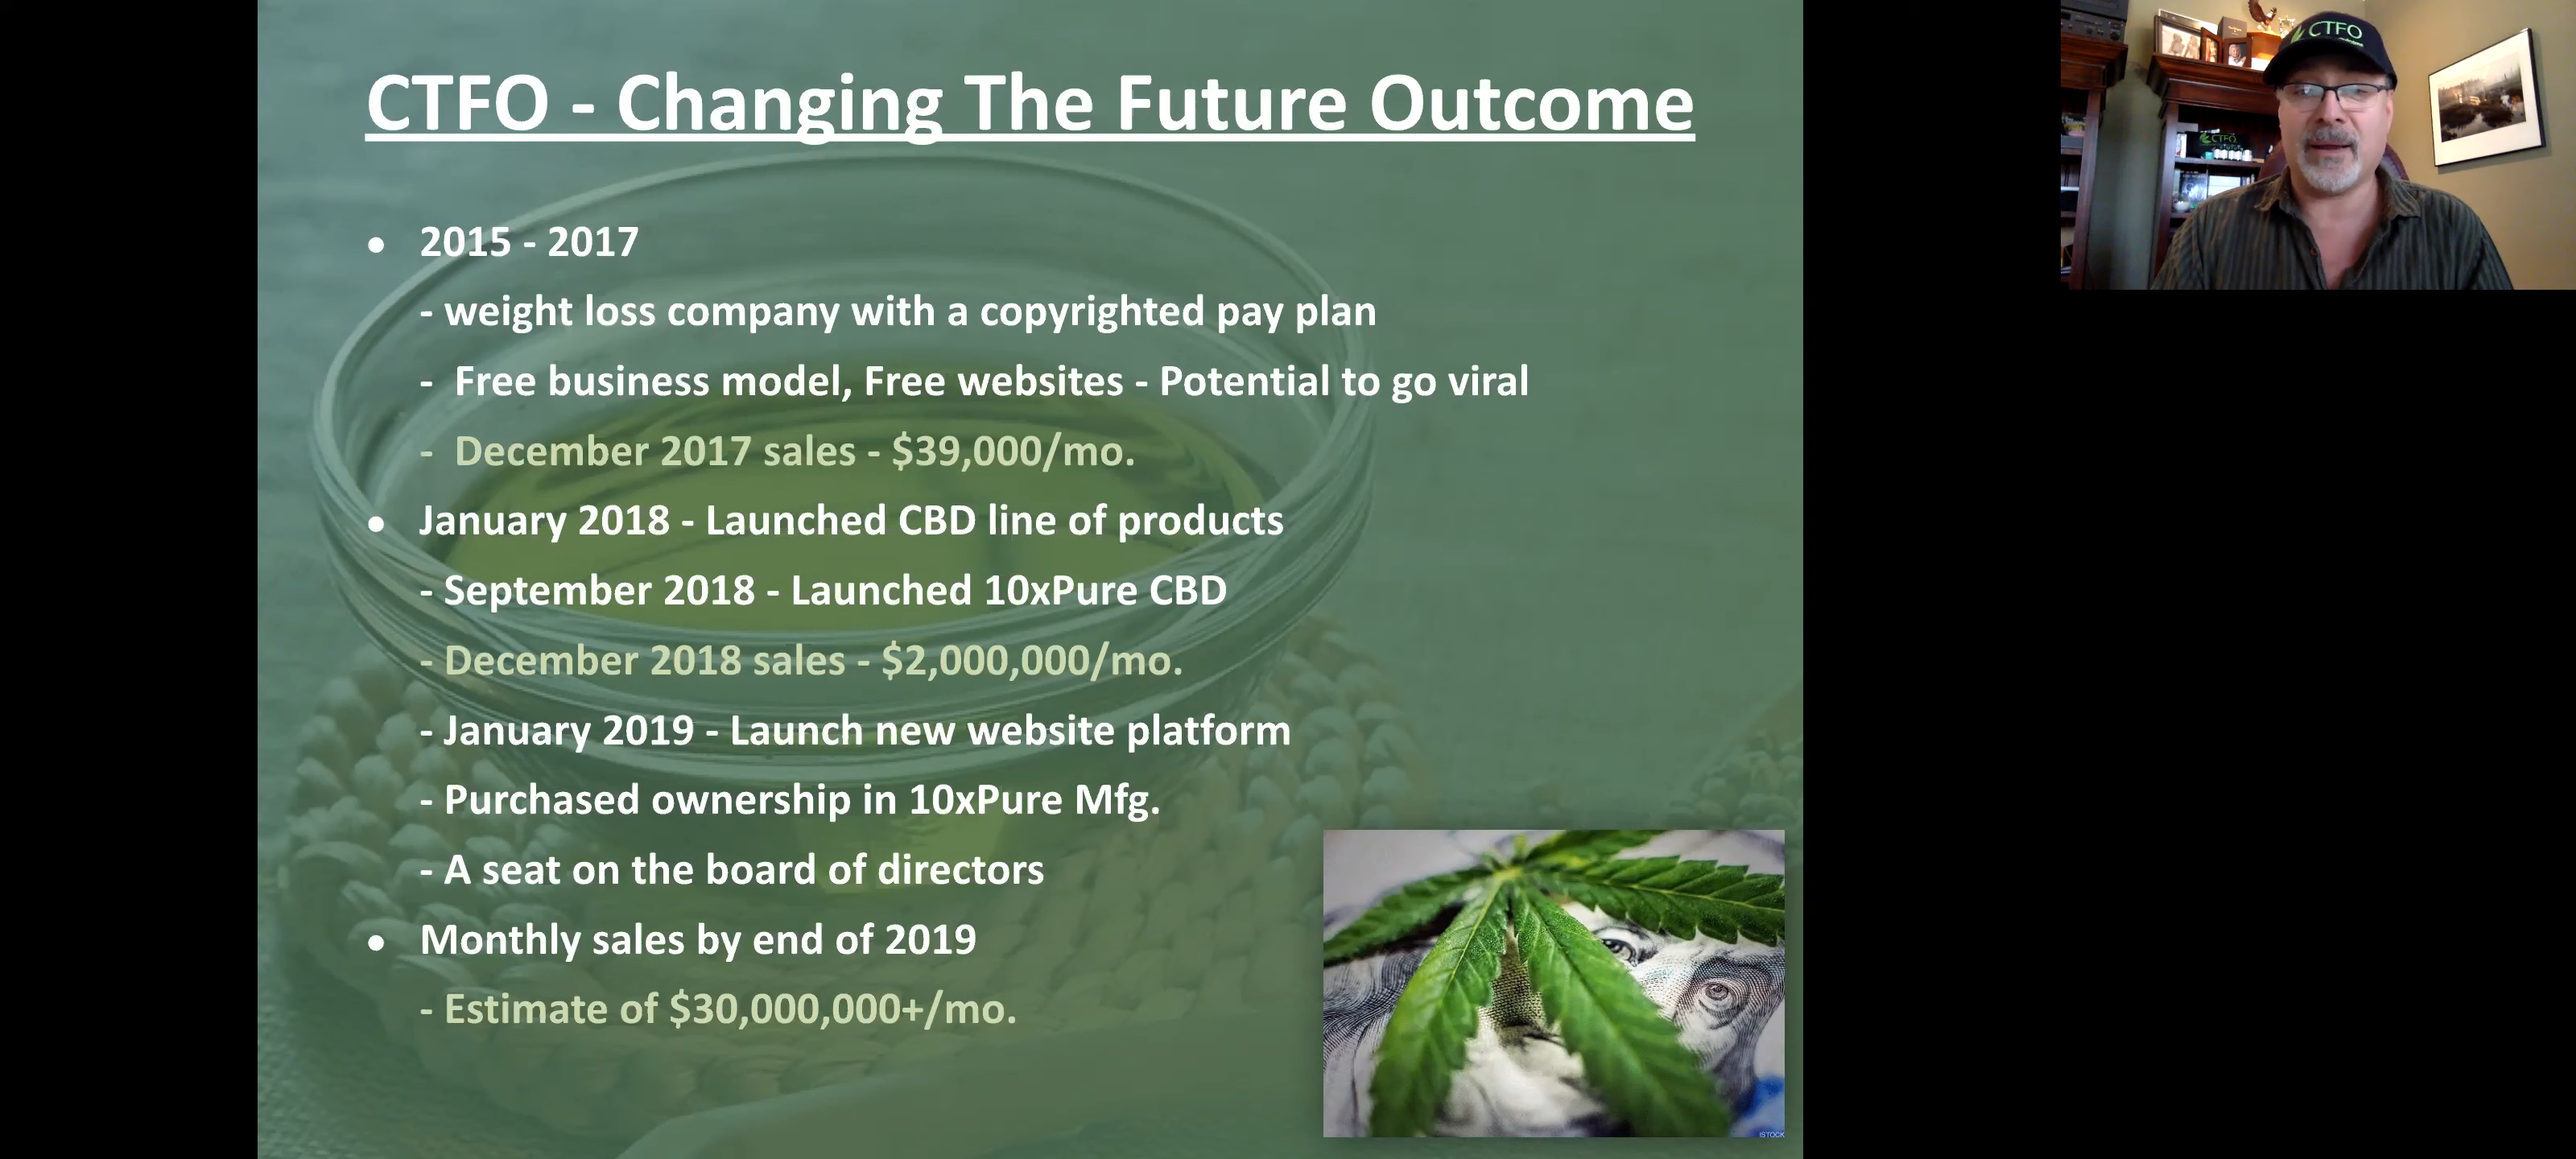 CTFO - Changing The Future Outcome
● 2015 - 2017
- weight loss company with a copyrighted pay plan
- Free business model, Free websites - Potential to go viral
- December 2017 sales - $39,000/mo.
● January 2018 - Launched CBD line of products
- September 2018 - Launched 10xPure CBD
- December 2018 sales - $2,000,000/mo.
- January 2019 - Launch new website platform
- Purchased ownership in 10xPure Mfg.
- A seat on the board of directors
● Monthly sales by end of 2019
- Estimate of $30,000,000+/mo.
ISTOCK
CTFO
CTFO